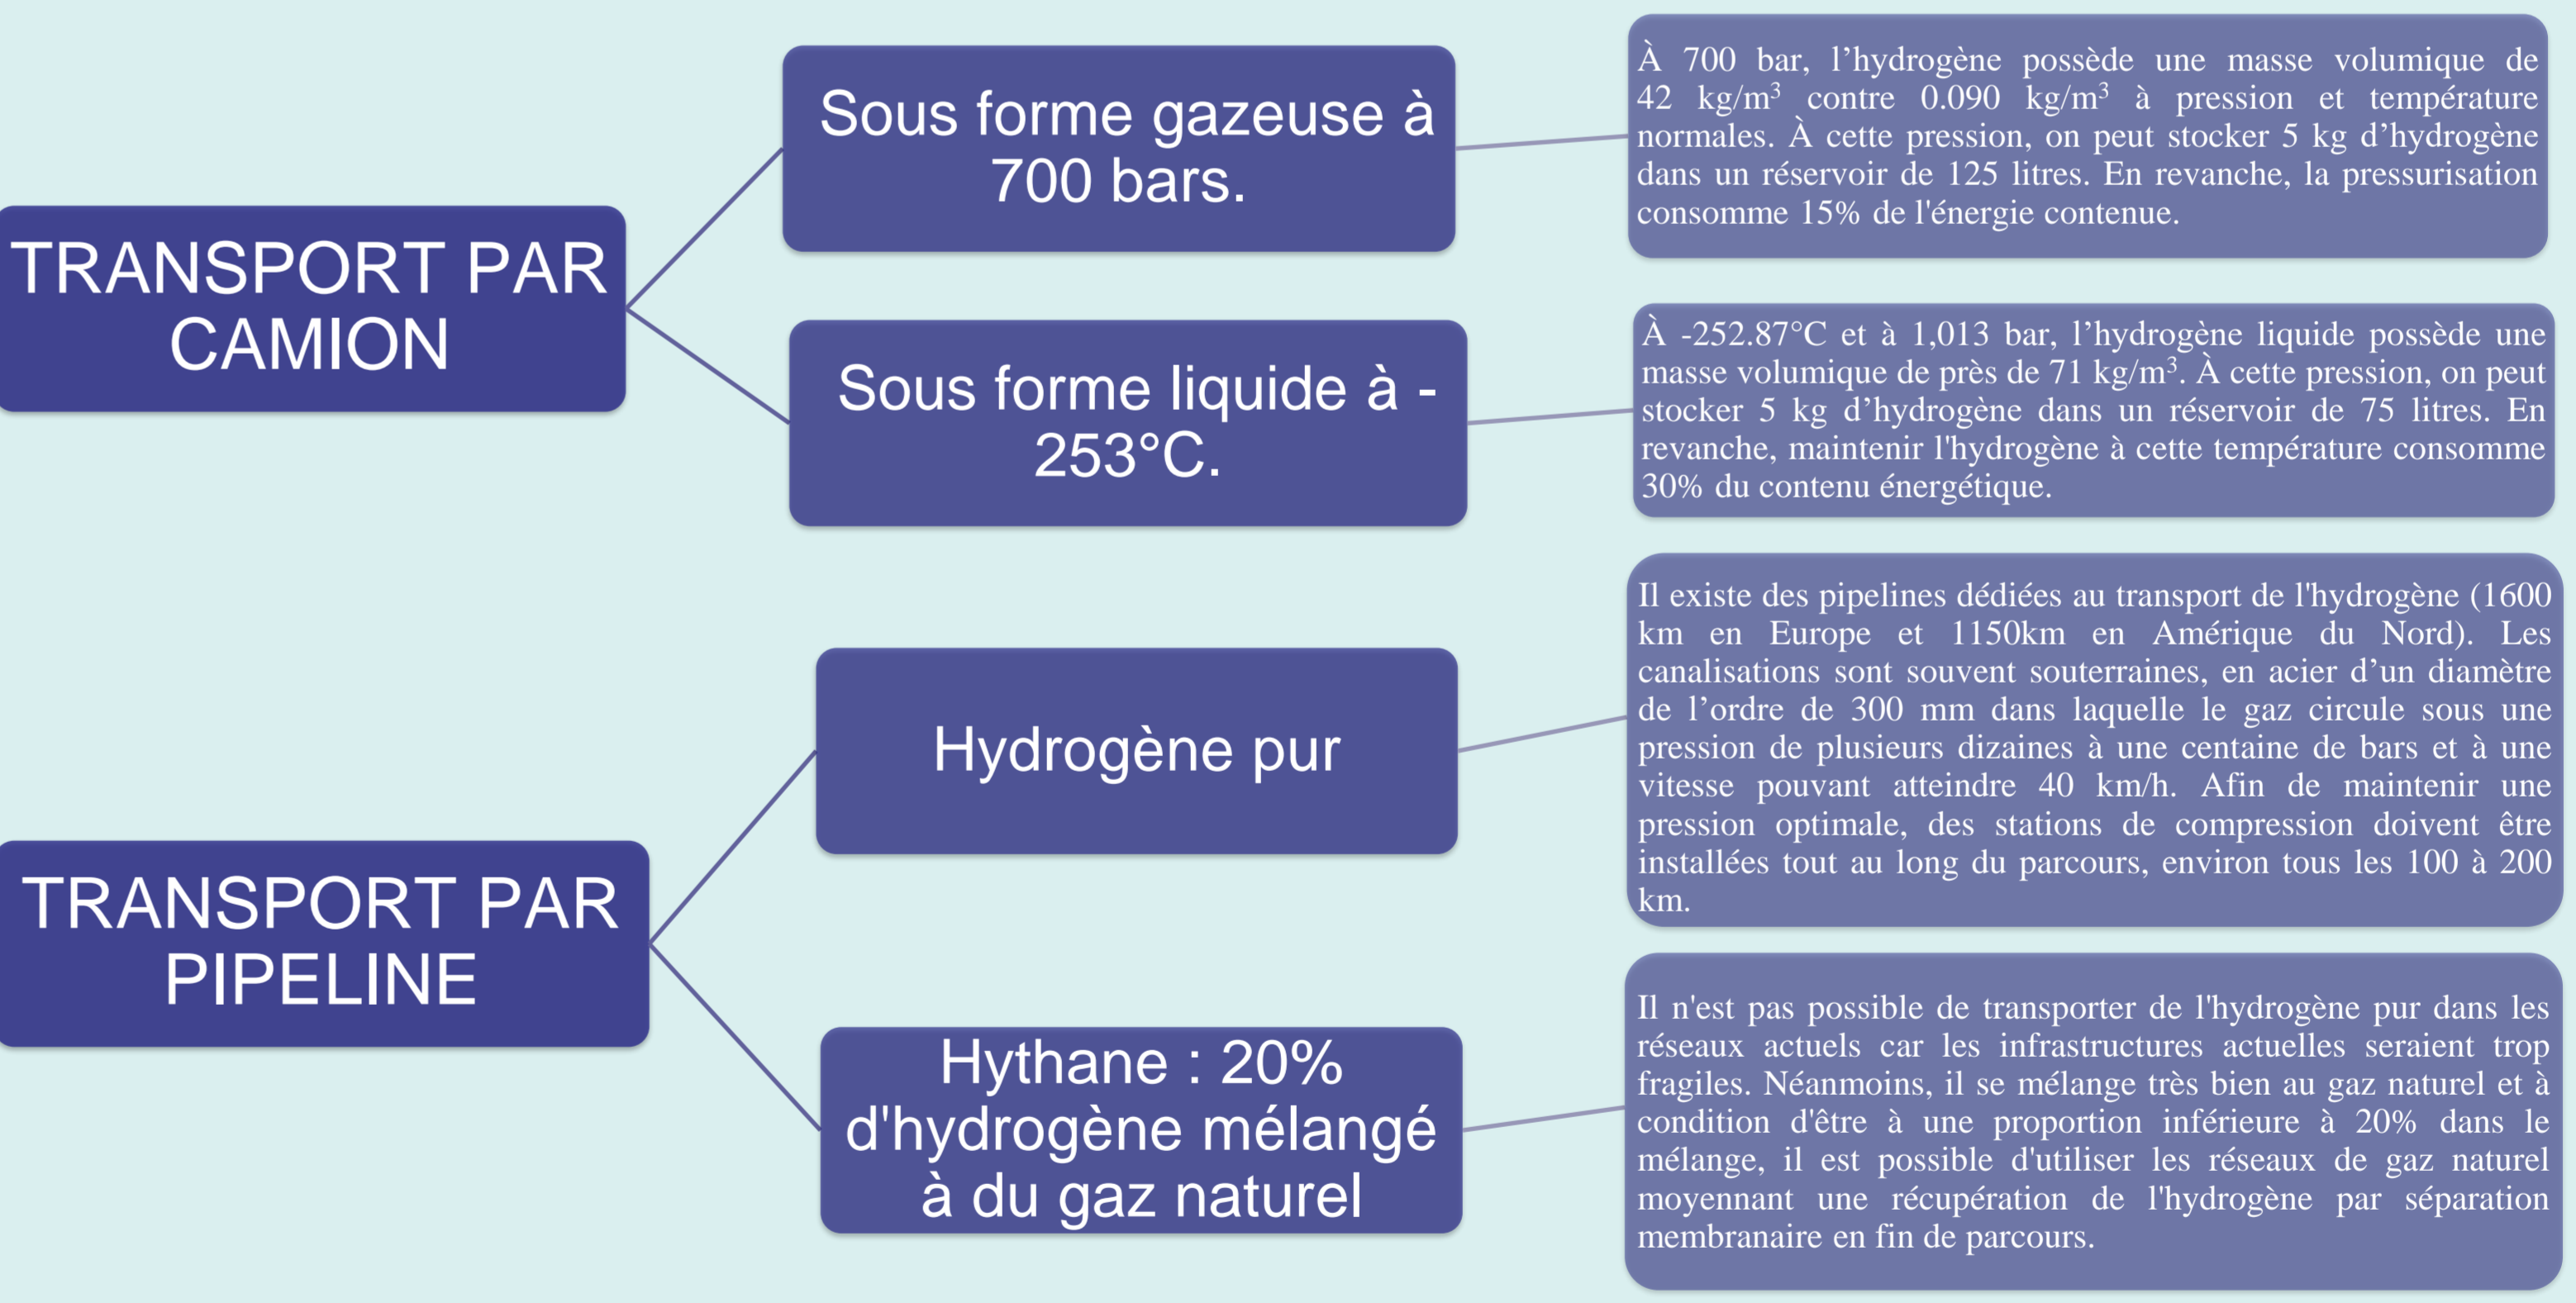 TRANSPORT PAR
CAMION
Sous forme gazeuse à
700 bars.
À 700 bar, l’hydrogène possède une masse volumique de
42 kg/m³ contre 0.090 kg/m³ à pression et température
normales. À cette pression, on peut stocker 5 kg d’hydrogène
dans un réservoir de 125 litres. En revanche, la pressurisation
consomme 15% de l'énergie contenue.
Sous forme liquide à -
253°C.
À -252.87°C et à 1,013 bar, l’hydrogène liquide possède une
masse volumique de près de 71 kg/m³. À cette pression, on peut
stocker 5 kg d’hydrogène dans un réservoir de 75 litres. En
revanche, maintenir l'hydrogène à cette température consomme
30% du contenu énergétique.
TRANSPORT PAR
PIPELINE
Hydrogène pur
Il existe des pipelines dédiées au transport de l'hydrogène (1600
km en Europe et 1150km en Amérique du Nord). Les
canalisations sont souvent souterraines, en acier d’un diamètre
de l’ordre de 300 mm dans laquelle le gaz circule sous une
pression de plusieurs dizaines à une centaine de bars et à une
vitesse pouvant atteindre 40 km/h. Afin de maintenir une
pression optimale, des stations de compression doivent être
installées tout au long du parcours, environ tous les 100 à 200
km.
Hythane : 20%
d'hydrogène mélangé
à du gaz naturel
Il n'est pas possible de transporter de l'hydrogène pur dans les
réseaux actuels car les infrastructures actuelles seraient trop
fragiles. Néanmoins, il se mélange très bien au gaz naturel et à
condition d'être à une proportion inférieure à 20% dans le
mélange, il est possible d'utiliser les réseaux de gaz naturel
moyennant une récupération de l'hydrogène par séparation
membranaire en fin de parcours.